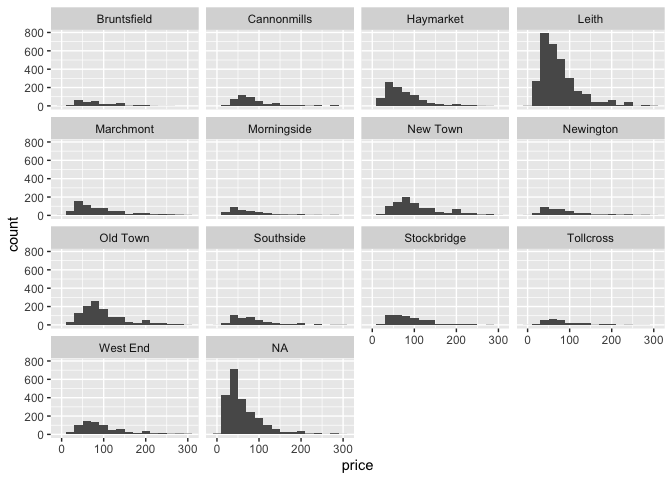 Bruntsfield Cannonmills Haymarket Leith
800
600
400
200
0
Marchmont Morningside New Town Newington
800
600
400
200
0
count
Old Town Southside Stockbridge Tollcross
800
600
400
200
0
0 100 200 300 0 100 200 300
West End NA
800
600
400
200
0
0 100 200 300 0 100 200 300
price